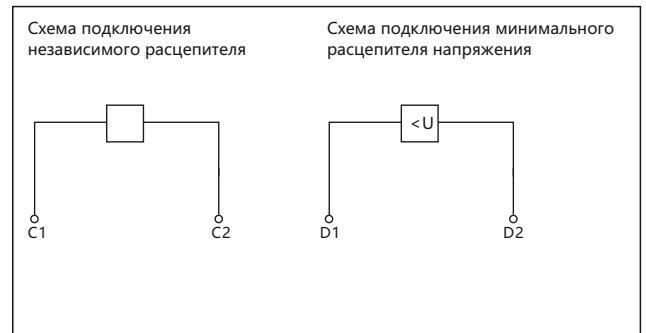 Схема подключения
независимого расцепителя
Схема подключения минимального
расцепителя напряжения
<U
C1
C2
D1
D2